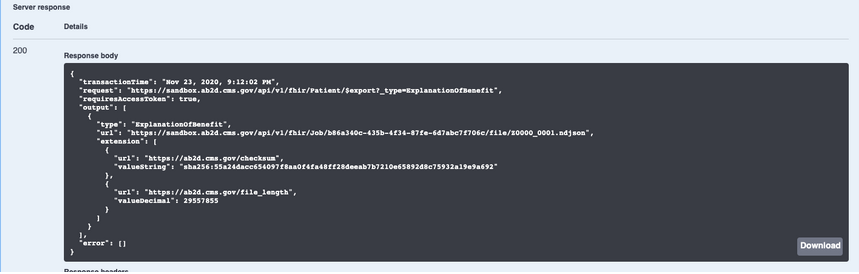 Server response
Code Details
200
Response body
{
"transactionTime": "Nov 23, 2020, 9:12:02 PM",
"request": "https://sandbox.ab2d.cms.gov/api/v1/fhir/Patient/$export?_type=ExplanationOfBenefit",
"requiresAccessToken": true,
"output": [
{
"type": "ExplanationOfBenefit",
"url": "https://sandbox.ab2d.cms.gov/api/v1/fhir/Job/b86a340c-435b-4f34-87fe-6d7abc7f706c/file/Z0000_0001.ndjson",
"extension": [
{
"url": "https://ab2d.cms.gov/checksum",
"valueString": "sha256:55a24dacc654097f8aa0f4fa48ff28deeab7b7210e65892d8c75932a19e9a692"
},
{
"url": "https://ab2d.cms.gov/file_length",
"valueDecimal": 29557855
}
]
}
],
"error": []
}
Download
Response headers